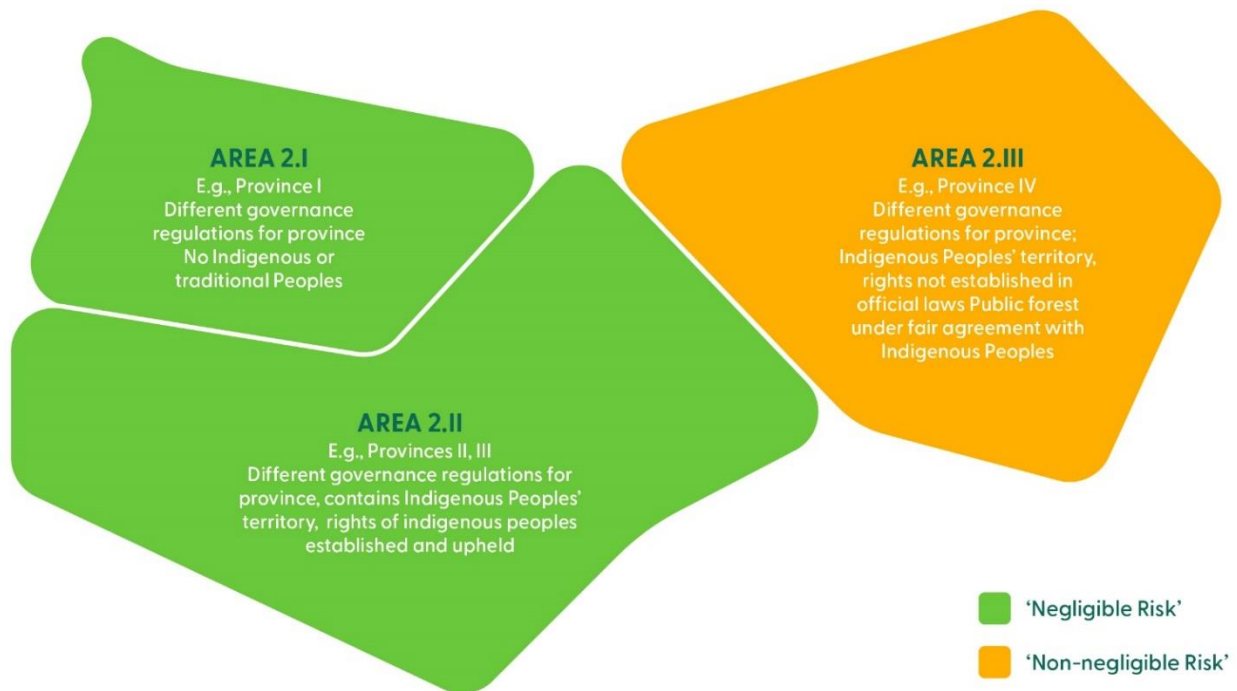 AREA 2.I
E.g., Province I
Different governance
regulations for province
No Indigenous or
traditional Peoples
AREA 2.III
E.g., Province IV
Different governance
regulations for province;
Indigenous Peoples' territory,
rights not established in
official laws Public forest
under fair agreement with
Indigenous Peoples
AREA 2.II
E.g., Provinces II, III
Different governance regulations for
province, contains Indigenous Peoples'
territory, rights of indigenous peoples
established and upheld
'Negligible Risk'
'Non-negligible Risk'